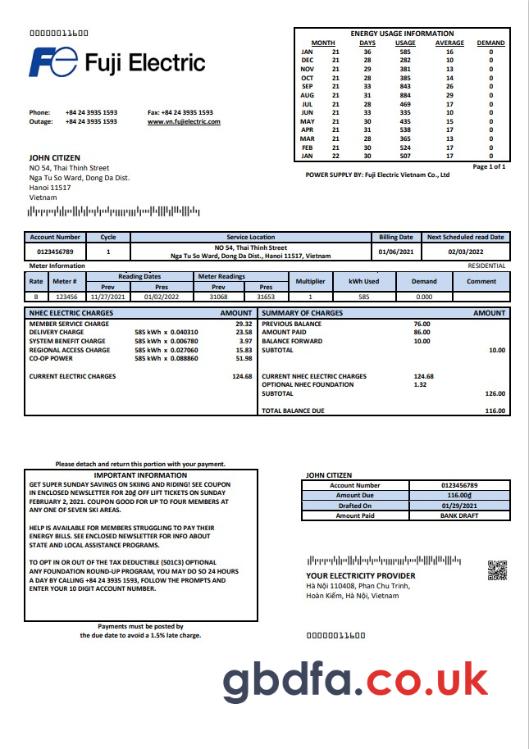 00000011600
Fe Fuji Electric
Phone: +84 24 3935 1593 Fax: +84 24 3935 1593
Outage: +84 24 3935 1593 www.vn.fujielectric.com
ENERGY USAGE INFORMATION
MONTH DAYS USAGE AVERAGE DEMAND
JAN 21 36 585 16 0
DEC 21 28 282 10 0
NOV 21 29 381 13 0
OCT 21 28 385 14 0
SEP 21 33 843 26 0
AUG 21 31 884 29 0
JUL 21 28 469 17 0
JUN 21 33 335 10 0
MAY 21 30 435 15 0
APR 21 31 538 17 0
MAR 21 28 365 13 0
FEB 21 30 524 17 0
JAN 22 30 507 17 0
Page 1 of 1
POWER SUPPLY BY: Fuji Electric Vietnam Co., Ltd
JOHN CITIZEN
NO 54, Thai Thinh Street
Nga Tu So Ward, Dong Da Dist.
Hanoi 11517
Vietnam
Account Number Cycle Service Location Billing Date Next Scheduled read Date
0123456789 1 NO 54, Thai Thinh Street 01/06/2021 02/03/2022
Nga Tu So Ward, Dong Da Dist., Hanoi 11517, Vietnam
Meter Information RESIDENTIAL
Rate Meter # Reading Dates Meter Readings Multiplier kWh Used Demand Comment
Prev Pres Prev Pres
B 123456 11/27/2021 01/02/2022 31068 31653 1 585 0.000
NHEC ELECTRIC CHARGES AMOUNT
MEMBER SERVICE CHARGE 29.32
DELIVERY CHARGE 585 kWh x 0.040310 23.58
SYSTEM BENEFIT CHARGE 585 kWh x 0.006780 3.97
REGIONAL ACCESS CHARGE 585 kWh x 0.027060 15.83
CO-OP POWER 585 kWh x 0.088860 51.98
CURRENT ELECTRIC CHARGES 124.68
SUMMARY OF CHARGES AMOUNT
PREVIOUS BALANCE 76.00
AMOUNT PAID 86.00
BALANCE FORWARD 10.00
SUBTOTAL 10.00
CURRENT NHEC ELECTRIC CHARGES 124.68
OPTIONAL NHEC FOUNDATION 1.32
SUBTOTAL 126.00
TOTAL BALANCE DUE 116.00
Please detach and return this portion with your payment.
IMPORTANT INFORMATION
GET SUPER SUNDAY SAVINGS ON SKIING AND RIDING! SEE COUPON
IN ENCLOSED NEWSLETTER FOR 20₫ OFF LIFT TICKETS ON SUNDAY
FEBRUARY 2, 2021. COUPON GOOD FOR UP TO FOUR MEMBERS AT
ANY ONE OF SEVEN SKI AREAS.
HELP IS AVAILABLE FOR MEMBERS STRUGGLING TO PAY THEIR
ENERGY BILLS. SEE ENCLOSED NEWSLETTER FOR INFO ABOUT
STATE AND LOCAL ASSISTANCE PROGRAMS.
TO OPT IN OR OUT OF THE TAX DEDUCTIBLE (501C3) OPTIONAL
ANY FOUNDATION ROUND-UP PROGRAM, YOU MAY DO SO 24 HOURS
A DAY BY CALLING +84 24 3935 1593, FOLLOW THE PROMPTS AND
ENTER YOUR 10 DIGIT ACCOUNT NUMBER.
Payments must be posted by
the due date to avoid a 1.5% late charge.
JOHN CITIZEN
Account Number 0123456789
Amount Due 116.00₫
Drafted On 01/29/2021
Amount Paid BANK DRAFT
YOUR ELECTRICITY PROVIDER
Hà Nội 110408, Phan Chu Trinh,
Hoàn Kiếm, Hà Nội, Vietnam
00000011600
gbdfa.co.uk